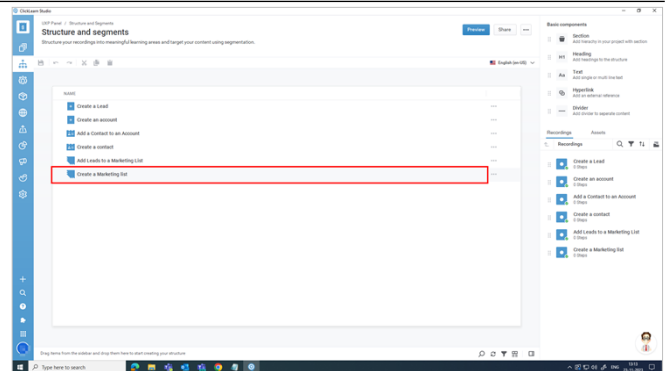 ClickLearn Studio
UXP Panel / Structure and Segments
Structure and segments
Structure your recordings into meaningful learning areas and target your content using segmentation.
Preview
Share
English (en-US)
NAME
Create a Lead
Create an account
Add a Contact to an Account
Create a contact
Add Leads to a Marketing List
Create a Marketing list
Drag items from the sidebar and drop them here to start creating your structure.
Basic components
Section
Add hierarchy in your project with section
H1
Heading
Add headings to the structure
Aa
Text
Add single or multi line text
Hyperlink
Add an external reference
Divider
Add divider to separate content
Recordings
Assets
Recordings
Create a Lead
0 Steps
Create an account
0 Steps
Add a Contact to an Account
0 Steps
Create a contact
0 Steps
Add Leads to a Marketing List
0 Steps
Create a Marketing list
0 Steps
Type here to search
ENG